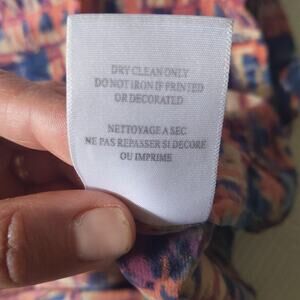 DRY CLEAN ONLY
DO NOT IRON IF PRINTED
OR DECORATED
NETTOYAGE A SEC
NE PAS REPASSER SI DECORE
OU IMPRIME